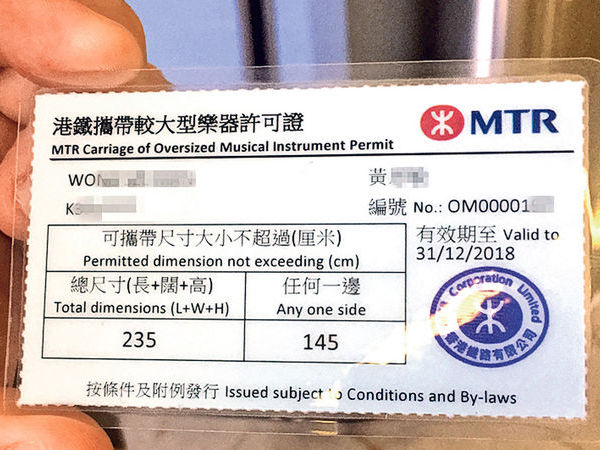 港鐵攜帶較大型樂器許可證
MTR Carriage of Oversized Musical Instrument Permit
MTR
WON
黃
K
編號 No.: OM00001
有效期至 Valid to
31/12/2018
可攜帶尺寸大小不超過(厘米)
Permitted dimension not exceeding (cm)
總尺寸(長+闊+高)
Total dimensions (L+W+H)
任何一邊
Any one side
235
145
Corporation Limited
香港鐵路有限公司
按條件及附例發行 Issued subject to Conditions and By-laws